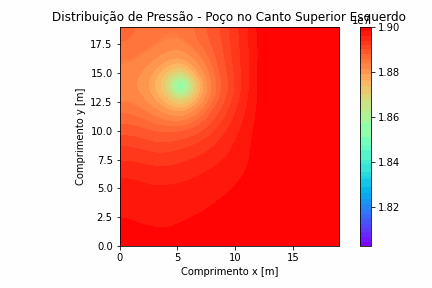 Distribuição de Pressão - Poço no Canto Superior Esquerdo
1e7
1.90
1.88
1.86
1.84
1.82
17.5
15.0
12.5
10.0
7.5
5.0
2.5
0.0
Comprimento y [m]
0 5 10 15
Comprimento x [m]